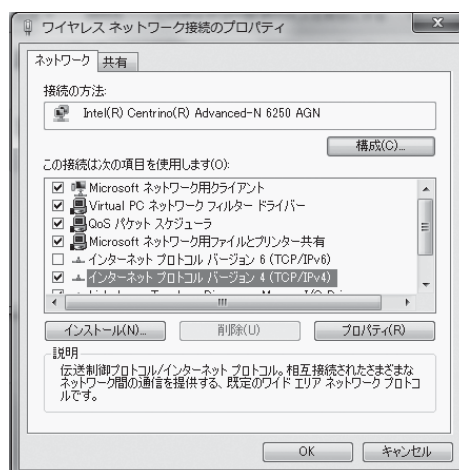 ワイヤレス ネットワーク接続のプロパティ
ネットワーク 共有
接続の方法:
Intel(R) Centrino(R) Advanced-N 6250 AGN
構成(C)...
この接続は次の項目を使用します(O):
Microsoft ネットワーク用クライアント
Virtual PC ネットワーク フィルター ドライバー
QoS パケット スケジューラ
Microsoft ネットワーク用ファイルとプリンター共有
インターネット プロトコル バージョン 6 (TCP/IPv6)
インターネット プロトコル バージョン 4 (TCP/IPv4)
インストール(N)... 削除(U) プロパティ(R)
説明
伝送制御プロトコル/インターネット プロトコル。相互接続されたさまざまな
ネットワーク間の通信を提供する、既定のワイド エリア ネットワーク プロトコ
ルです。
OK キャンセル